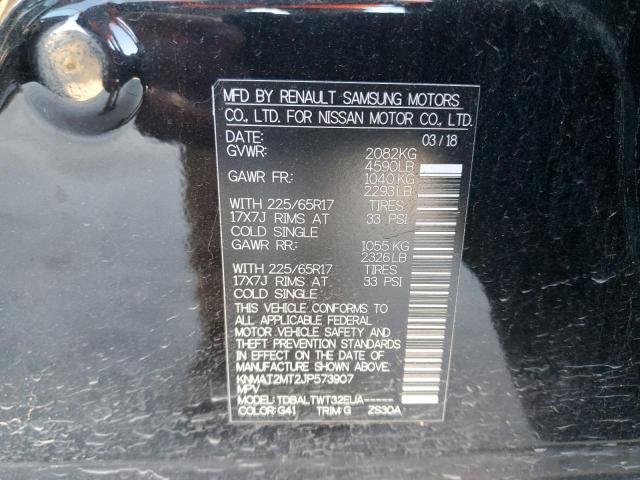 MFD BY RENAULT SAMSUNG MOTORS
CO., LTD. FOR NISSAN MOTOR CO., LTD.
DATE: 03/18
GVWR: 2082KG
4590LB
GAWR FR: 1040KG
2293LB
WITH 225/65R17 TIRES
17X7J RIMS AT 33 PSI
COLD SINGLE
GAWR RR: 1055KG
2326LB
WITH 225/65R17 TIRES
17X7J RIMS AT 33 PSI
COLD SINGLE
THIS VEHICLE CONFORMS TO
ALL APPLICABLE FEDERAL
MOTOR VEHICLE SAFETY AND
THEFT PREVENTION STANDARDS
IN EFFECT ON THE DATE OF
MANUFACTURE SHOWN ABOVE.
KNMAT2MT2JP573907
MPV
MODEL: TDBALTWT32EUA-----
COLOR:G41 TRIM:G ZS30A